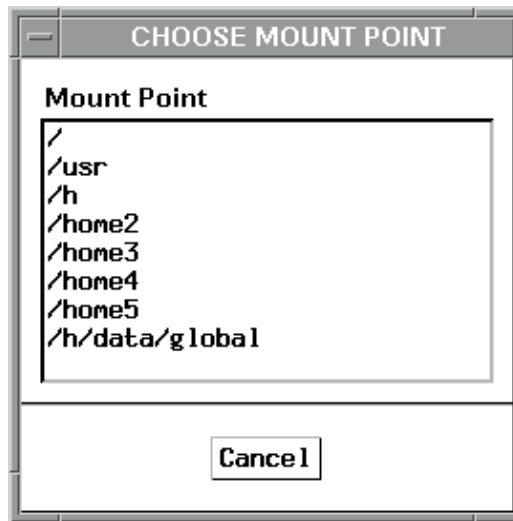 CHOOSE MOUNT POINT
Mount Point
/
/usr
/h
/home2
/home3
/home4
/home5
/h/data/global
Cancel